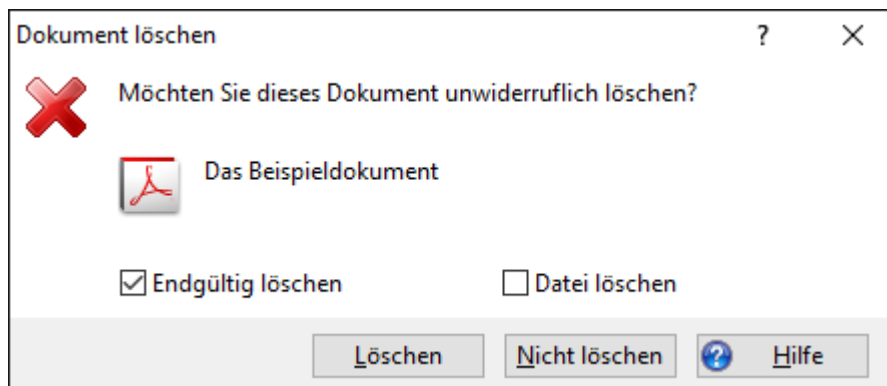 Dokument löschen ?
Möchten Sie dieses Dokument unwiderruflich löschen?
Das Beispieldokument
Endgültig löschen Datei löschen
Löschen Nicht löschen ? Hilfe